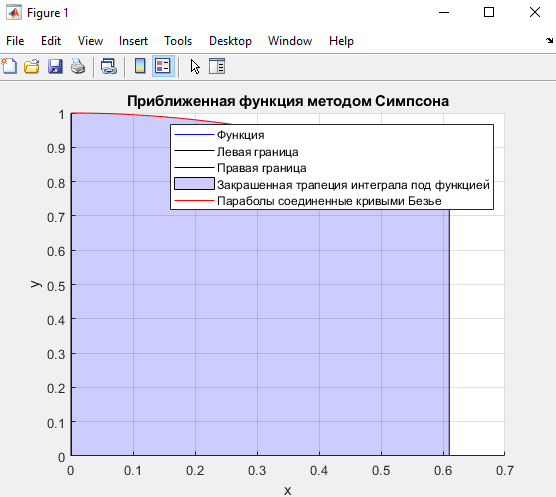 Figure 1
File Edit View Insert Tools Desktop Window Help
Приближенная функция методом Симпсона
Функция
Левая граница
Правая граница
Закрашенная трапеция интеграла под функцией
Параболы соединенные кривыми Безье
1
0.9
0.8
0.7
0.6
0.5
0.4
0.3
0.2
0.1
0
y
0 0.1 0.2 0.3 0.4 0.5 0.6 0.7
x